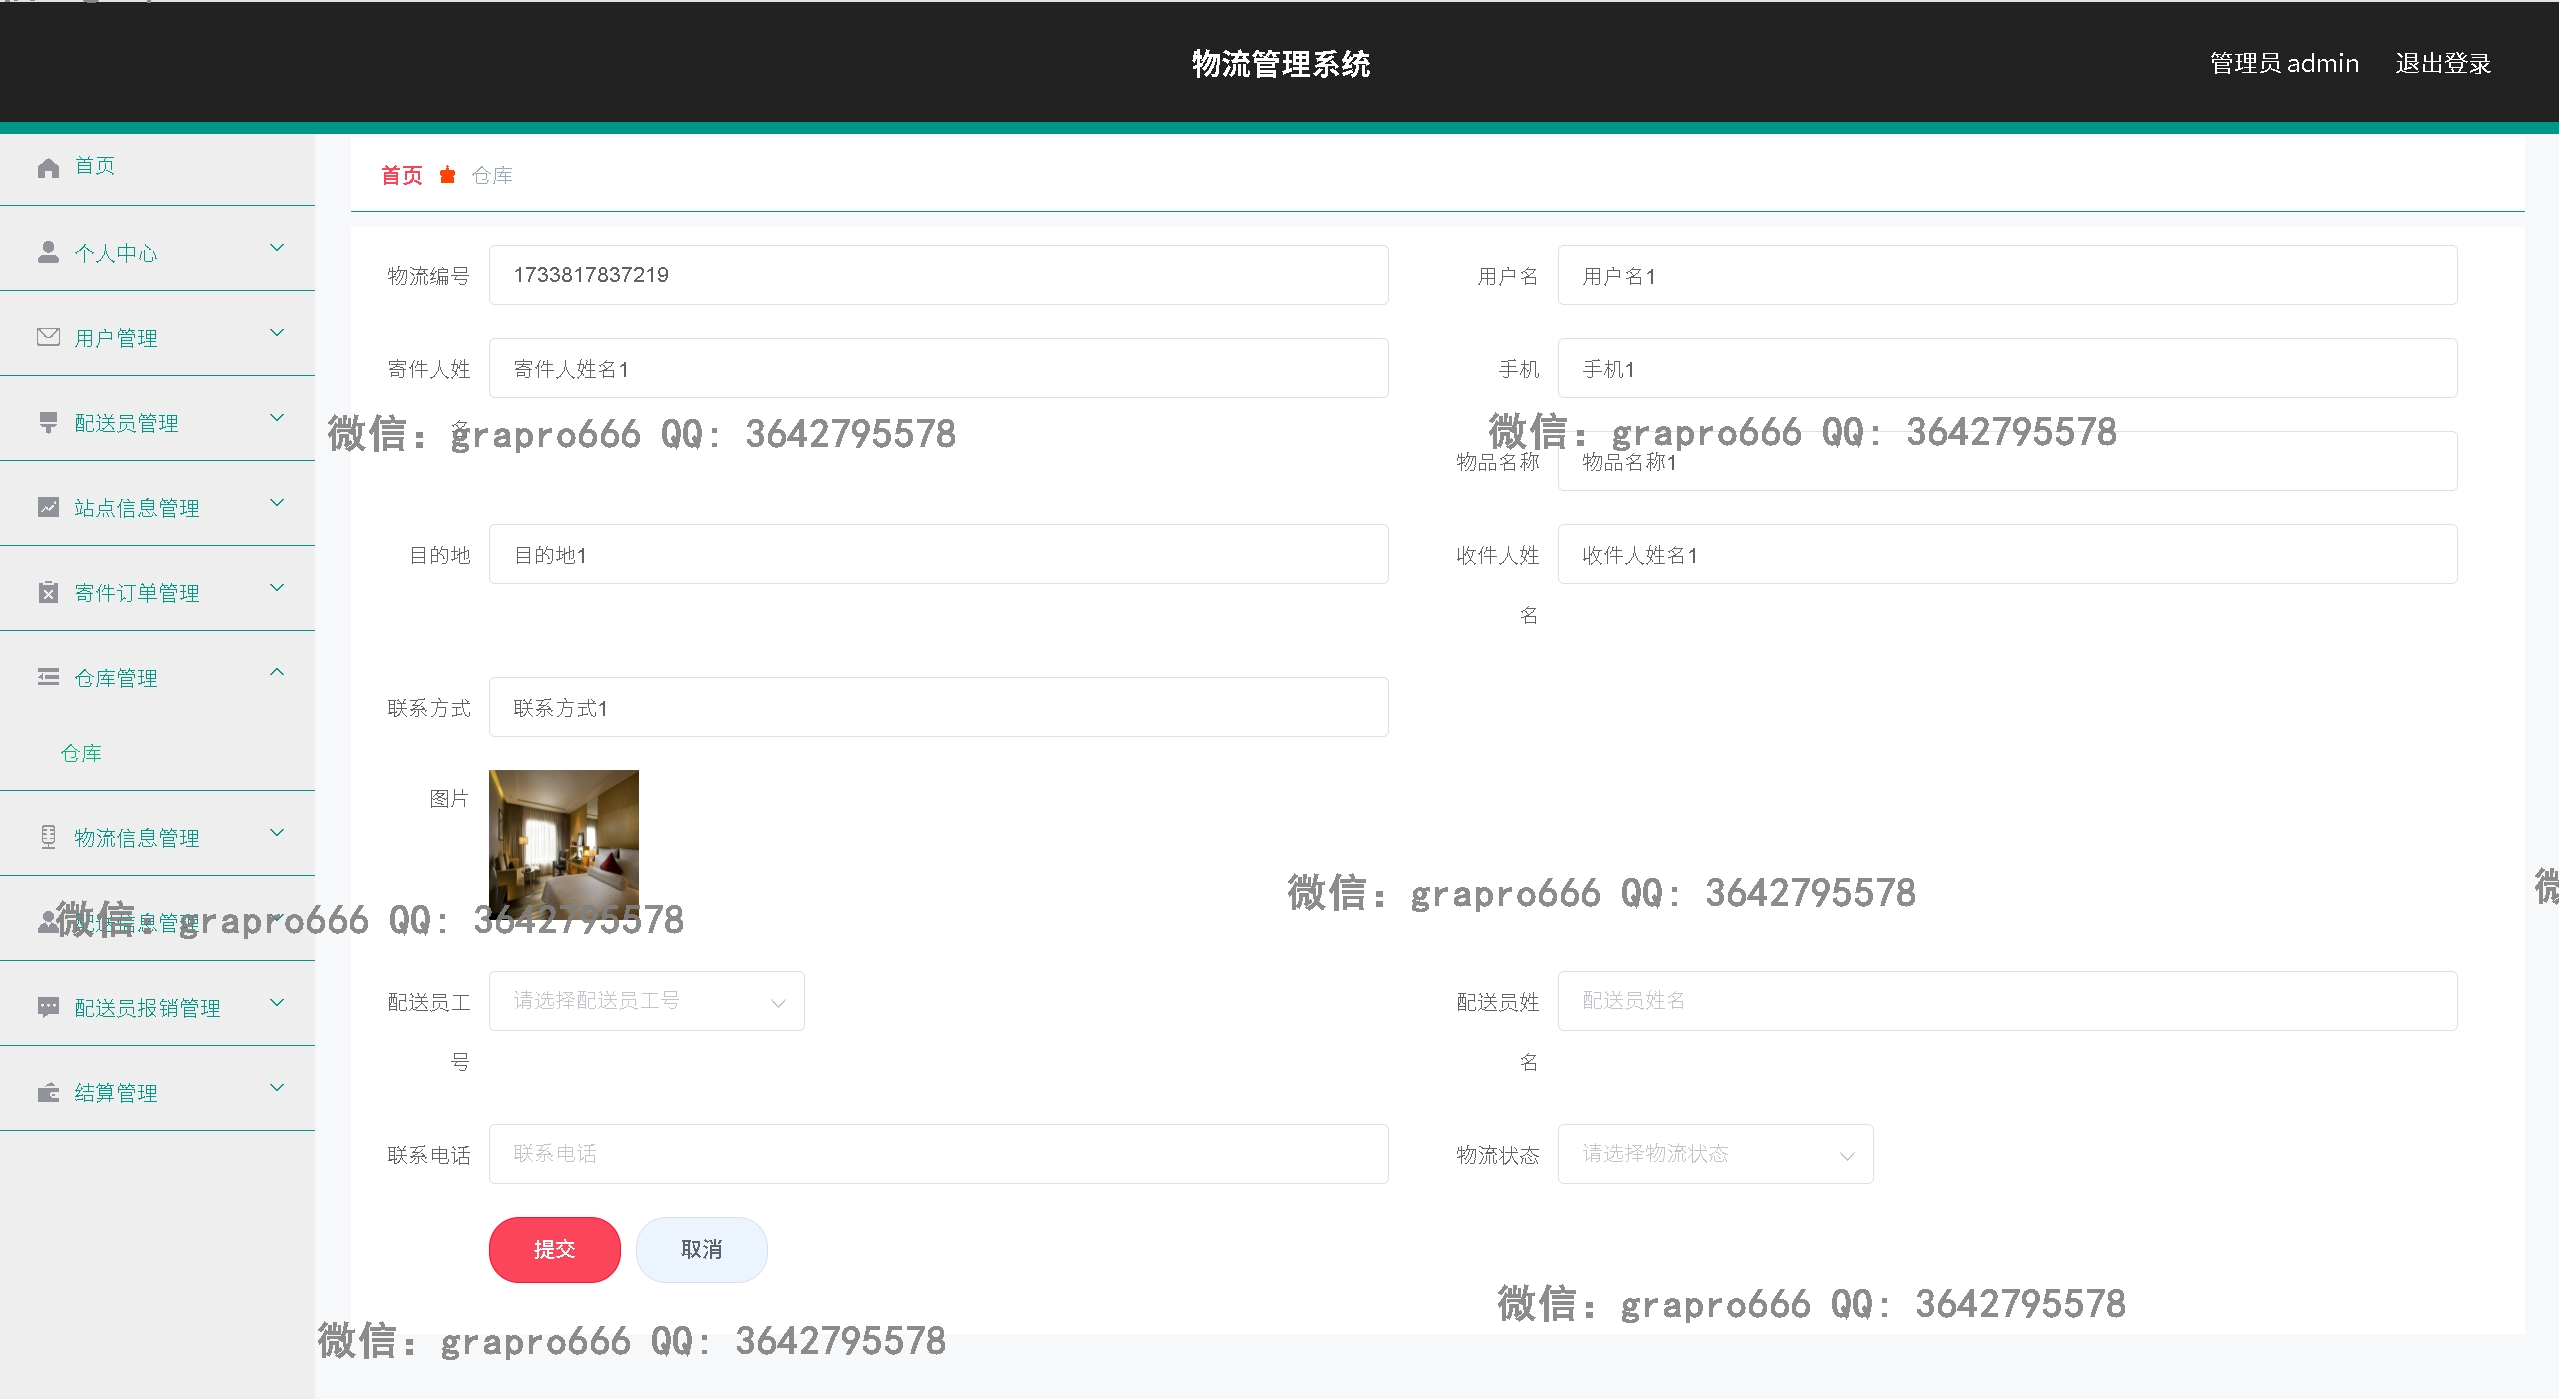 物流管理系统
管理员 admin 退出登录
首页
个人中心
用户管理
配送员管理
站点信息管理
寄件订单管理
仓库管理
仓库
物流信息管理
配送信息管理
配送员报销管理
结算管理
首页 仓库
物流编号 1733817837219 用户名 用户名1
寄件人姓名 寄件人姓名1 手机 手机1
微信: grapro666 QQ: 3642795578
微信: grapro666 QQ: 3642795578
物品名称 物品名称1
目的地 目的地1 收件人姓名 收件人姓名1
联系方式 联系方式1
图片
微信: grapro666 QQ: 3642795578
微信: grapro666 QQ: 3642795578
微
配送员工号 请选择配送员工号 配送员姓名 配送员姓名
联系电话 联系电话 物流状态 请选择物流状态
提交 取消
微信: grapro666 QQ: 3642795578
微信: grapro666 QQ: 3642795578